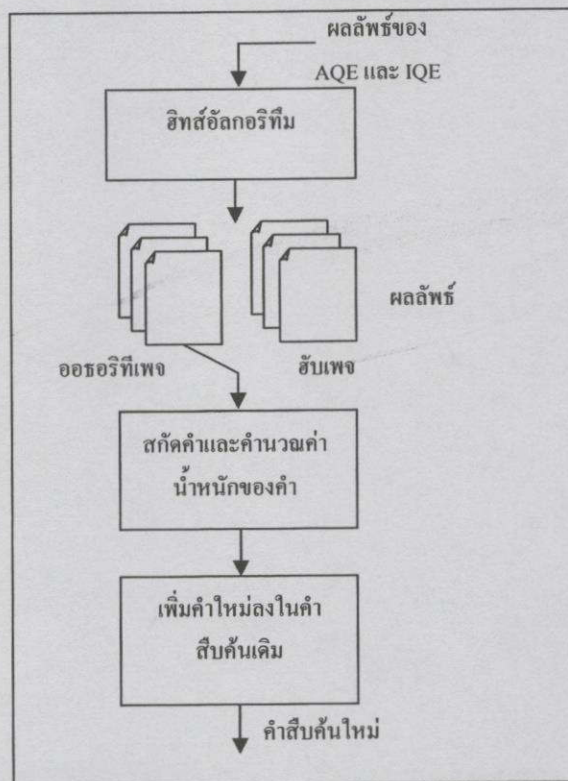 ผลลัพธ์ของ
AQE และ IQE
ฮิทส์อัลกอริทึม
ผลลัพธ์
ออธอริทีเพจ
ฮับเพจ
สกัดคำและคำนวณค่า
น้ำหนักของคำ
เพิ่มคำใหม่ลงในคำ
สืบค้นเดิม
คำสืบค้นใหม่